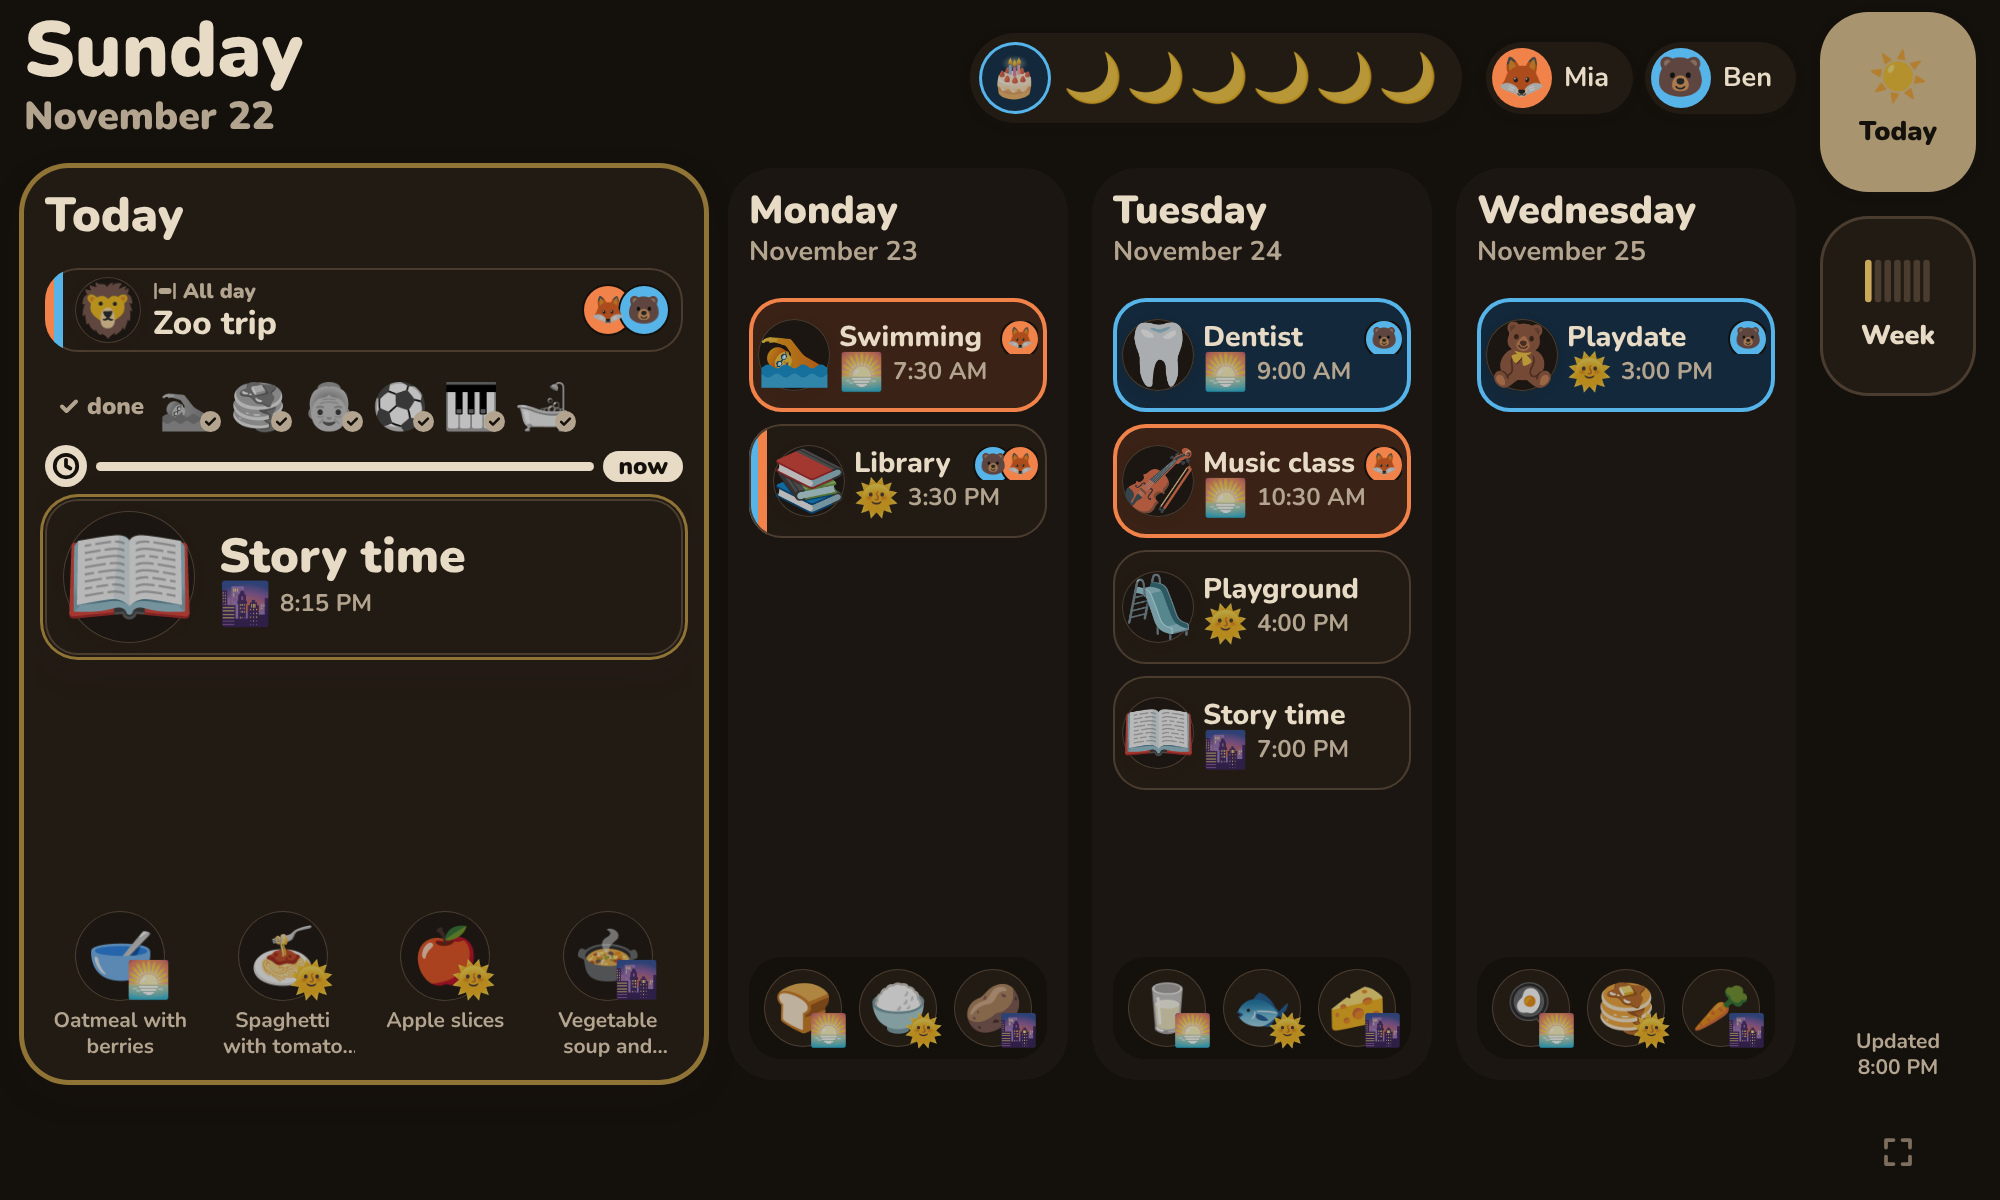 Sunday
November 22
Mia
Ben
Today
Week
Today
All day
Zoo trip
done
now
Story time
8:15 PM
Oatmeal with
berries
Spaghetti
with tomato...
Apple slices
Vegetable
soup and...
Monday
November 23
Swimming
7:30 AM
Library
3:30 PM
Tuesday
November 24
Dentist
9:00 AM
Music class
10:30 AM
Playground
4:00 PM
Story time
7:00 PM
Wednesday
November 25
Playdate
3:00 PM
Updated
8:00 PM